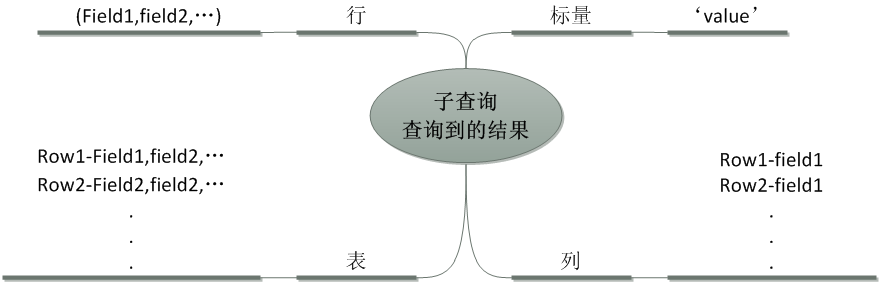 (Field1,field2,…)
行
标量
‘value’
子查询
查询到的结果
Row1-Field1,field2,…
Row2-Field2,field2,…
.
.
.
表
Row1-field1
Row2-field1
.
.
.
列